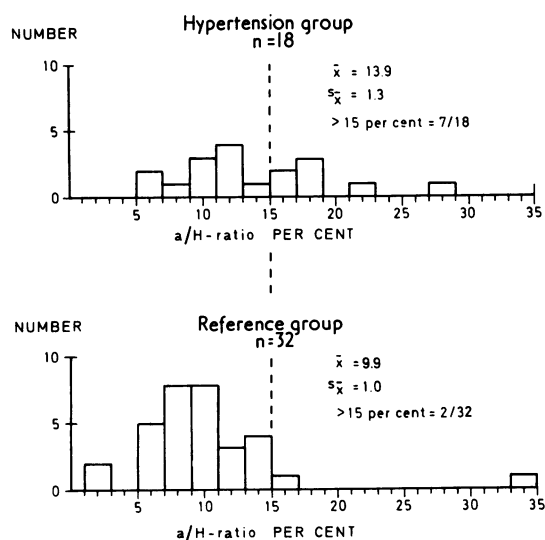 Hypertension group
n=18
NUMBER
x̄ = 13.9
sx̄ = 1.3
>15 per cent = 7/18
10
5
0
5 10 15 20 25 30 35
a/H-ratio PER CENT
Reference group
n=32
NUMBER
x̄ = 9.9
sx̄ = 1.0
>15 per cent = 2/32
10
5
0
0 5 10 15 20 25 30 35
a/H-ratio PER CENT